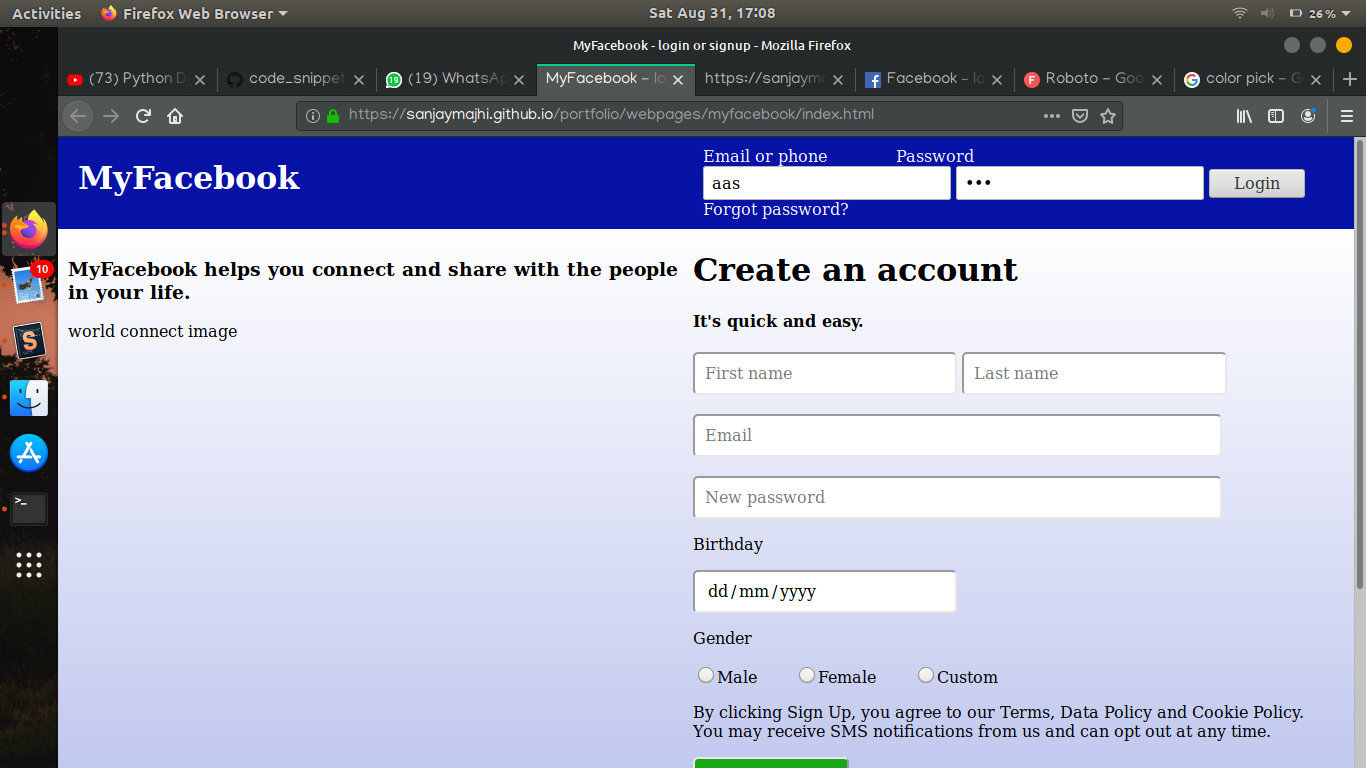 Activities Firefox Web Browser Sat Aug 31, 17:08 26%
MyFacebook - login or signup - Mozilla Firefox
(73) Python D code_snippet (19) WhatsAp MyFacebook – lo https://sanjaym Facebook – lo Roboto – Goo color pick – G
https://sanjaymajhi.github.io/portfolio/webpages/myfacebook/index.html
MyFacebook
Email or phone Password
aas ••• Login
Forgot password?
10
MyFacebook helps you connect and share with the people
in your life.
world connect image
Create an account
It's quick and easy.
First name Last name
Email
New password
Birthday
dd/mm/yyyy
Gender
Male Female Custom
By clicking Sign Up, you agree to our Terms, Data Policy and Cookie Policy.
You may receive SMS notifications from us and can opt out at any time.